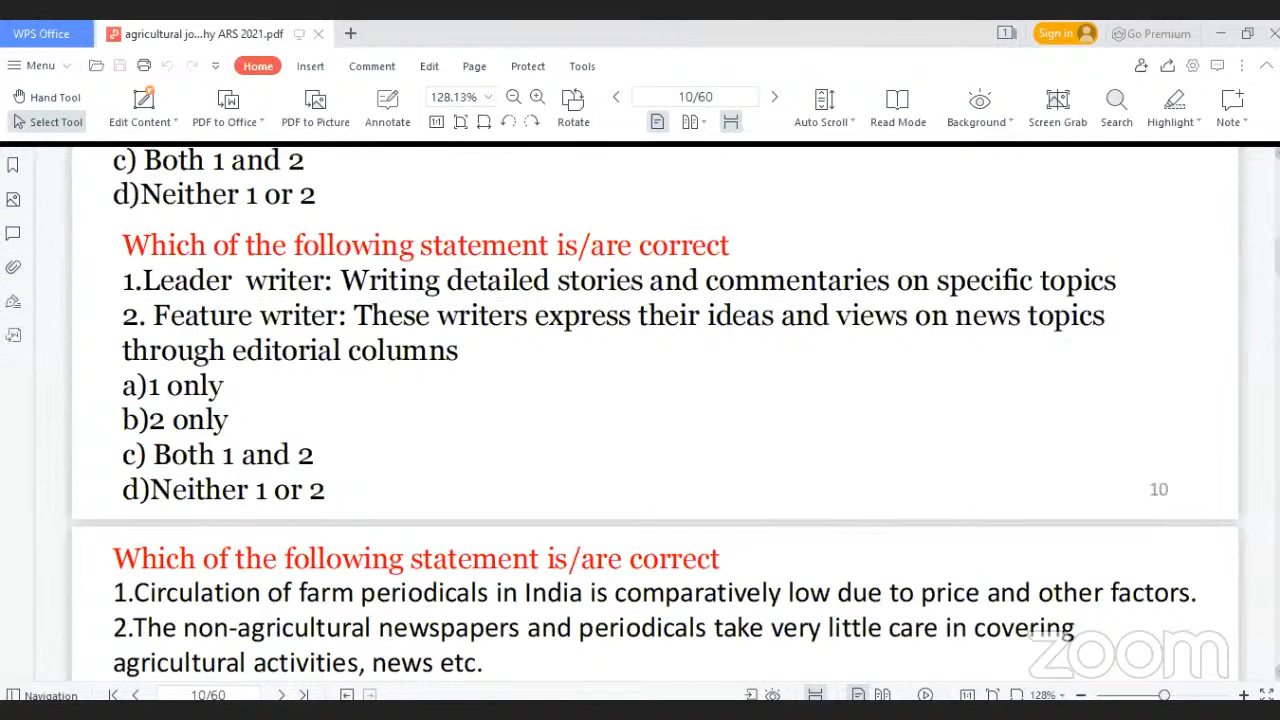 WPS Office
agricultural jo...hy ARS 2021.pdf
1
Sign in
Go Premium
Menu
Home
Insert
Comment
Edit
Page
Protect
Tools
Hand Tool
Select Tool
Edit Content
PDF to Office
PDF to Picture
Annotate
128.13%
Rotate
10/60
Auto Scroll
Read Mode
Background
Screen Grab
Search
Highlight
Note
c) Both 1 and 2
d)Neither 1 or 2
Which of the following statement is/are correct
1.Leader writer: Writing detailed stories and commentaries on specific topics
2. Feature writer: These writers express their ideas and views on news topics
through editorial columns
a)1 only
b)2 only
c) Both 1 and 2
d)Neither 1 or 2
10
Which of the following statement is/are correct
1.Circulation of farm periodicals in India is comparatively low due to price and other factors.
2.The non-agricultural newspapers and periodicals take very little care in covering
agricultural activities, news etc.
zoom
Navigation
10/60
128%